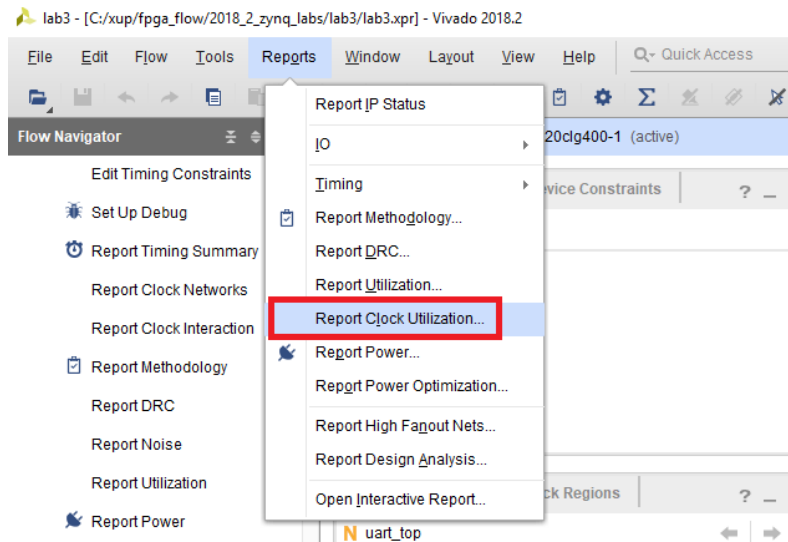 lab3 - [C:/xup/fpga_flow/2018_2_zynq_labs/lab3/lab3.xpr] - Vivado 2018.2
File Edit Flow Tools Reports Window Layout View Help Quick Access
Flow Navigator
20clg400-1 (active)
Edit Timing Constraints
Set Up Debug
Report Timing Summary
Report Clock Networks
Report Clock Interaction
Report Methodology
Report DRC
Report Noise
Report Utilization
Report Power
Report IP Status
IO
Timing
Report Methodology...
Report DRC...
Report Utilization...
Report Clock Utilization...
Report Power...
Report Power Optimization...
Report High Fanout Nets...
Report Design Analysis...
Open Interactive Report...
evice Constraints
ck Regions
N uart_top